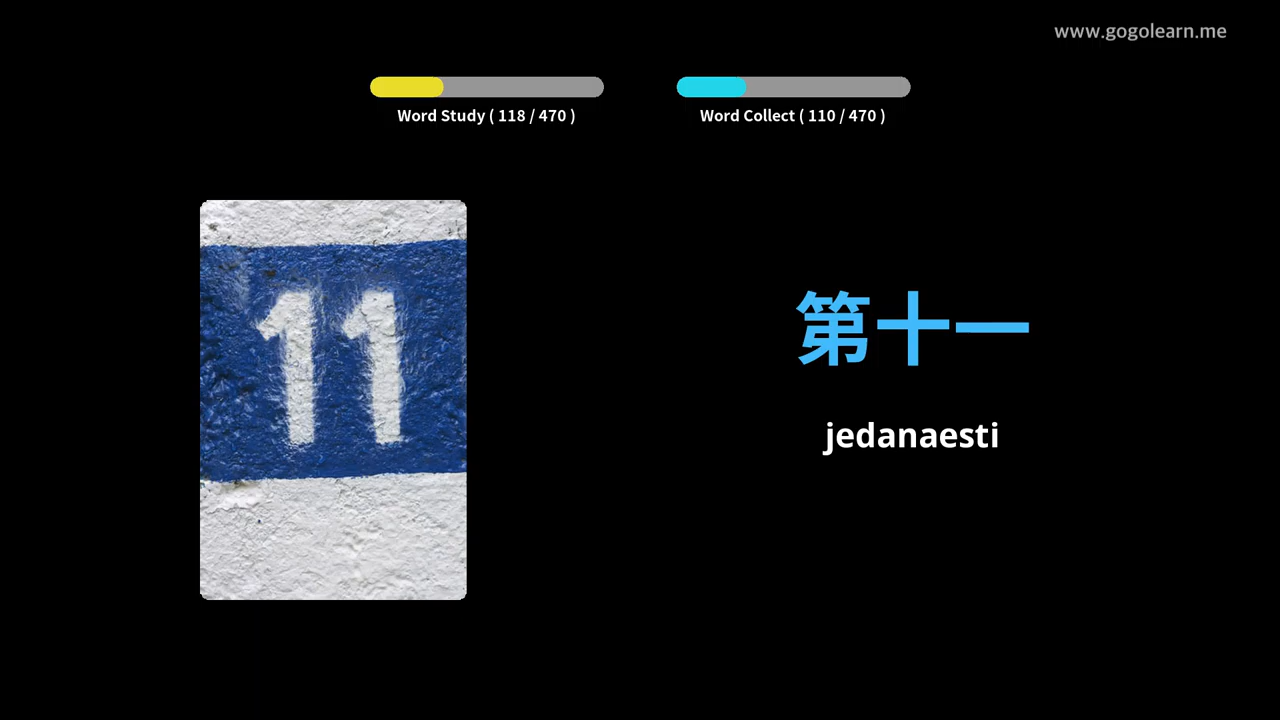 www.gogolearn.me
Word Study ( 118 / 470 )
Word Collect ( 110 / 470 )
11
第十一
jedanaesti